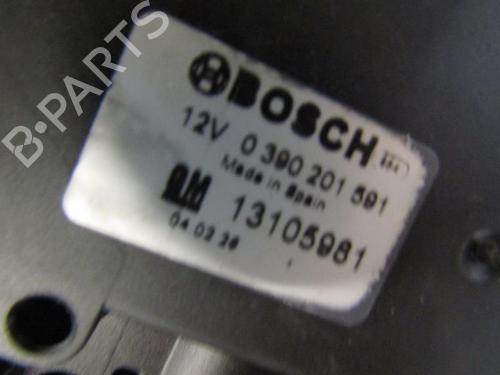 BOSCH
12V 0 390 201 591
Made in Spain
GM 13105981
04 02 26
B-PARTS